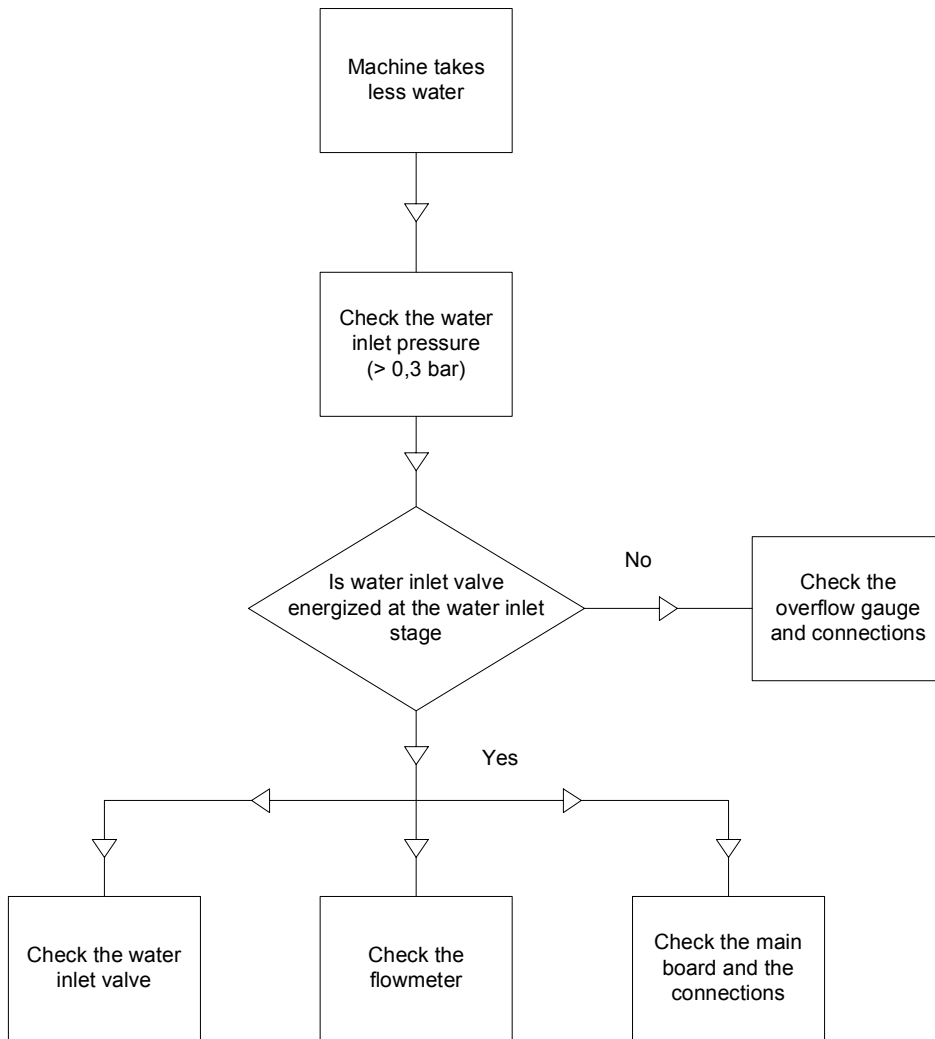 Machine takes
less water
Check the water
inlet pressure
(> 0,3 bar)
Is water inlet valve
energized at the water inlet
stage
No
Check the
overflow gauge
and connections
Yes
Check the water
inlet valve
Check the
flowmeter
Check the main
board and the
connections